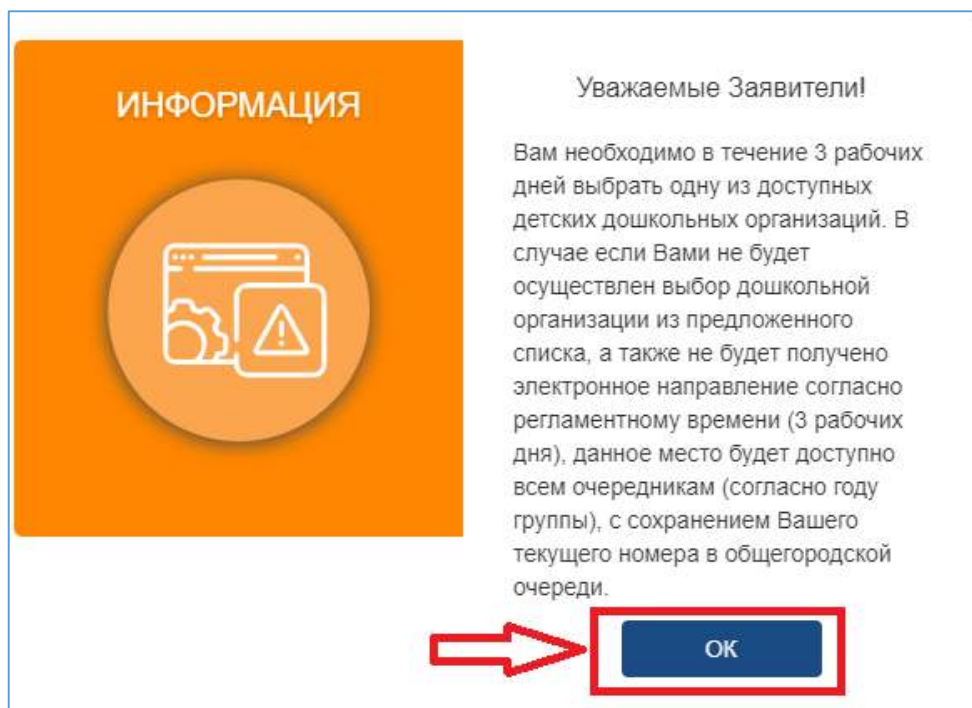 ИНФОРМАЦИЯ
Уважаемые Заявители!
Вам необходимо в течение 3 рабочих
дней выбрать одну из доступных
детских дошкольных организаций. В
случае если Вами не будет
осуществлен выбор дошкольной
организации из предложенного
списка, а также не будет получено
электронное направление согласно
регламентному времени (3 рабочих
дня), данное место будет доступно
всем очередникам (согласно году
группы), с сохранением Вашего
текущего номера в общегородской
очереди.
ОК